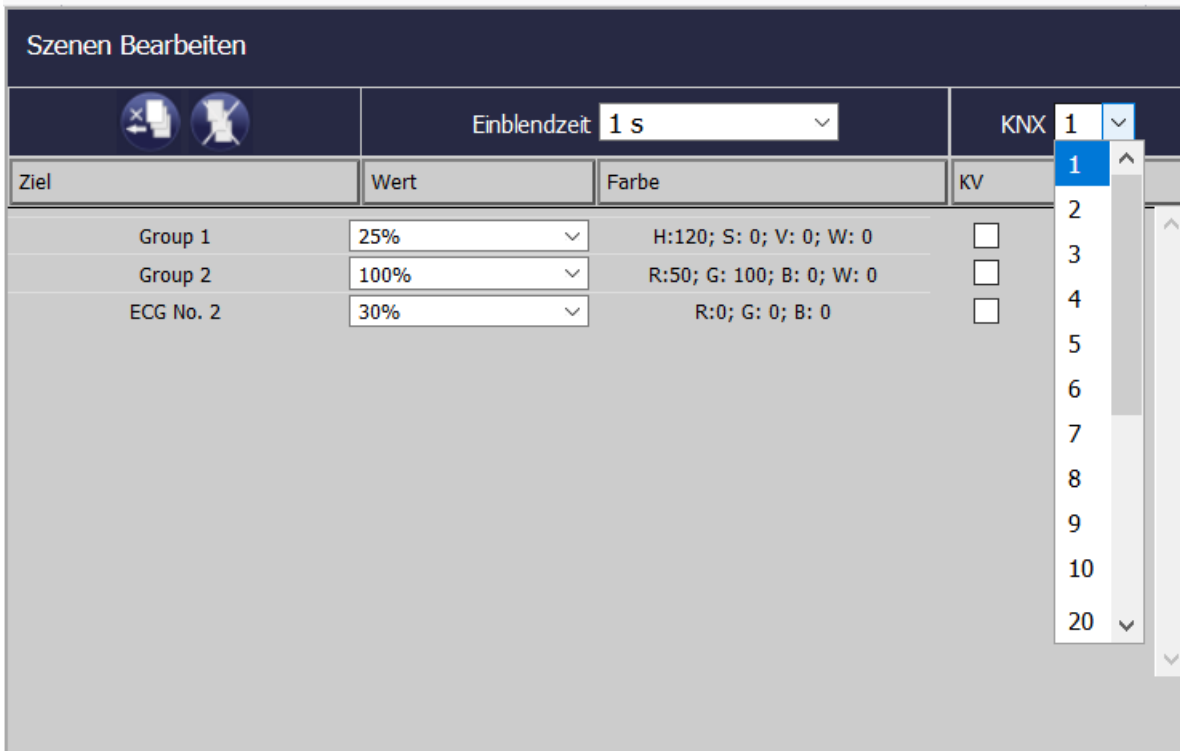 Szenen Bearbeiten
Einblendzeit 1 s KNX 1
Ziel Wert Farbe KV
Group 1 25% H:120; S: 0; V: 0; W: 0
Group 2 100% R:50; G: 100; B: 0; W: 0
ECG No. 2 30% R:0; G: 0; B: 0
1
2
3
4
5
6
7
8
9
10
20